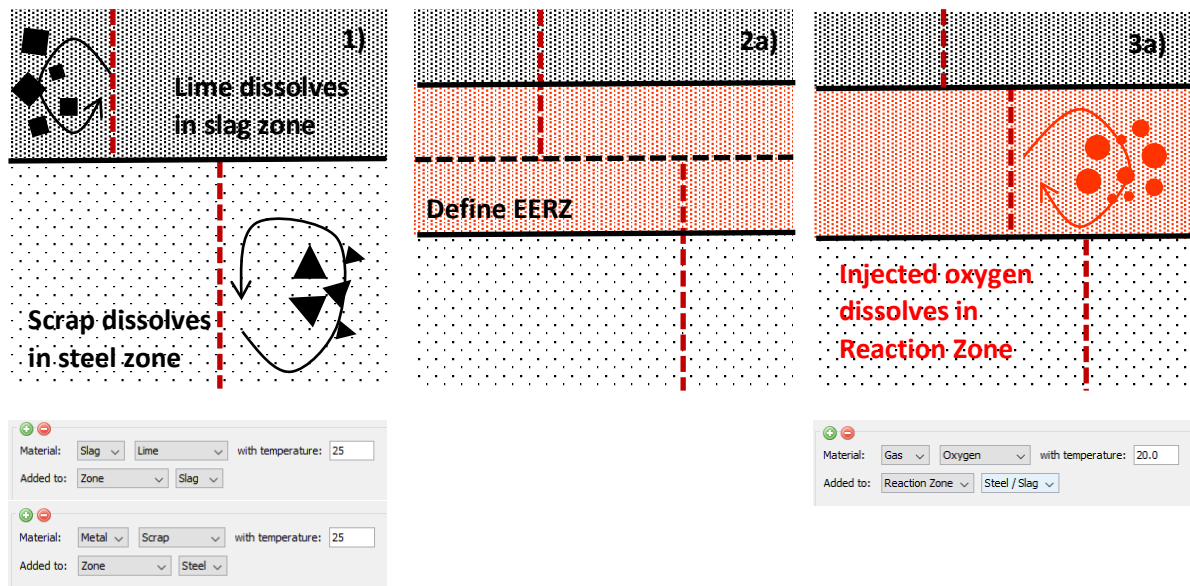 1)
Lime dissolves
in slag zone
Scrap dissolves
in steel zone
2a)
Define EERZ
3a)
Injected oxygen
dissolves in
Reaction Zone
Material: Slag Lime with temperature: 25
Added to: Zone Slag
Material: Metal Scrap with temperature: 25
Added to: Zone Steel
Material: Gas Oxygen with temperature: 20.0
Added to: Reaction Zone Steel / Slag